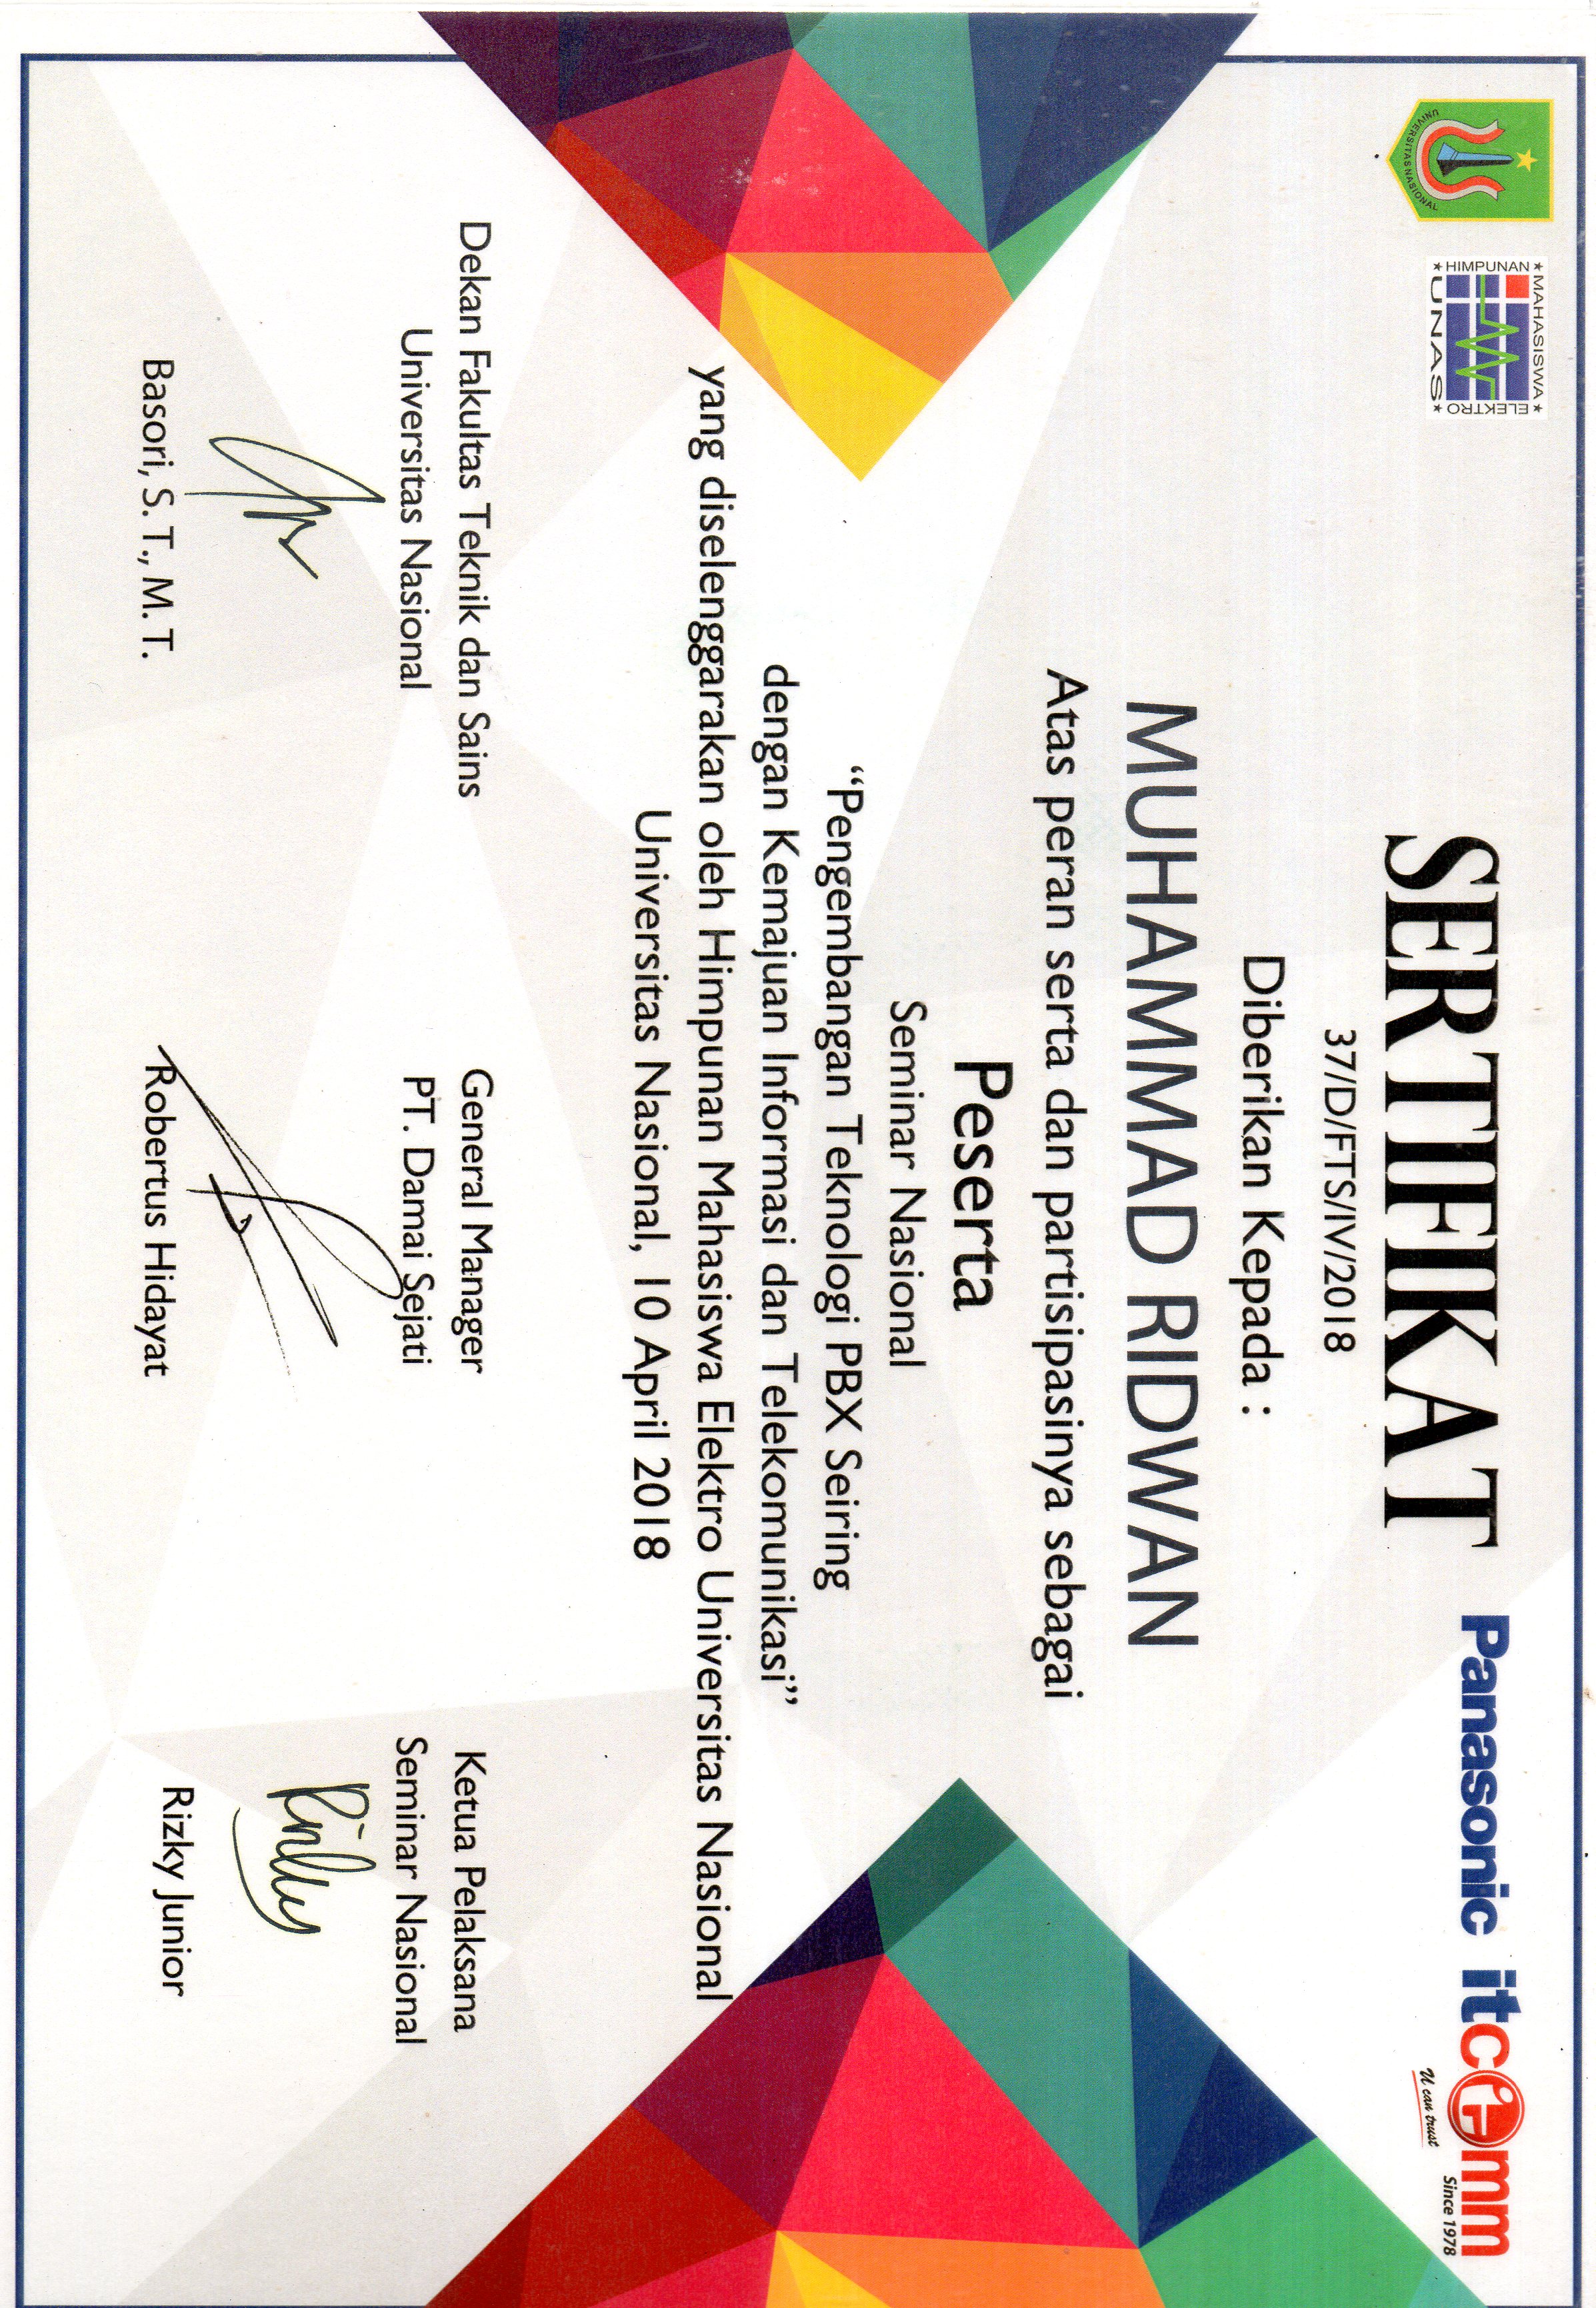 UNIVERSITAS NASIONAL
★ MAHASISWA ★
HIMPUNAN
ELEKTRO
★ UNAS ★
Panasonic
itcomm
Since 1978
U can trust
SERTIFIKAT
37/D/FTS/IV/2018
Diberikan Kepada :
MUHAMMAD RIDWAN
Atas peran serta dan partisipasinya sebagai
Peserta
Seminar Nasional
“Pengembangan Teknologi PBX Seiring
dengan Kemajuan Informasi dan Telekomunikasi”
yang diselenggarakan oleh Himpunan Mahasiswa Elektro Universitas Nasional
Universitas Nasional, 10 April 2018
Dekan Fakultas Teknik dan Sains
Universitas Nasional
Basori, S. T., M. T.
General Manager
PT. Damai Sejati
Robertus Hidayat
Ketua Pelaksana
Seminar Nasional
Rizky
Rizky Junior